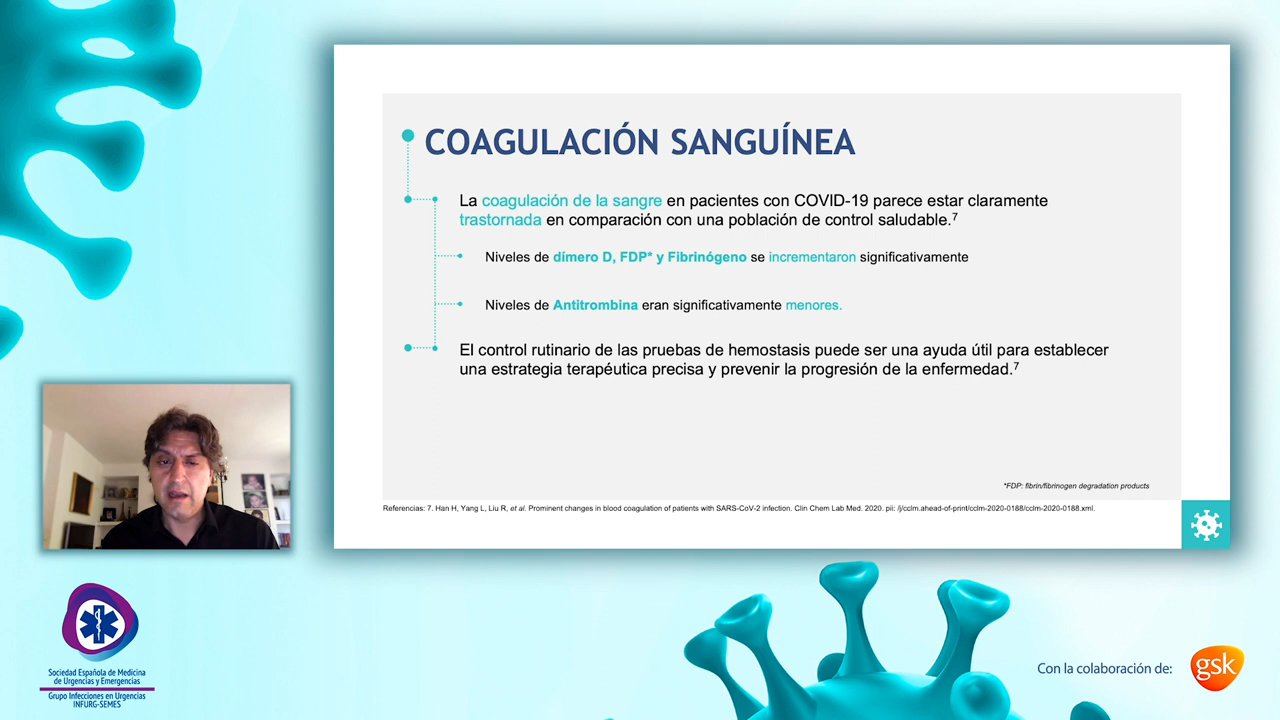 COAGULACIÓN SANGUÍNEA
La coagulación de la sangre en pacientes con COVID-19 parece estar claramente
trastornada en comparación con una población de control saludable.7
Niveles de dímero D, FDP* y Fibrinógeno se incrementaron significativamente
Niveles de Antitrombina eran significativamente menores.
El control rutinario de las pruebas de hemostasis puede ser una ayuda útil para establecer
una estrategia terapéutica precisa y prevenir la progresión de la enfermedad.7
*FDP: fibrin/fibrinogen degradation products
Referencias: 7. Han H, Yang L, Liu R, et al. Prominent changes in blood coagulation of patients with SARS-CoV-2 infection. Clin Chem Lab Med. 2020. pii: /j/cclm.ahead-of-print/cclm-2020-0188/cclm-2020-0188.xml.
Sociedad Española de Medicina
de Urgencias y Emergencias
Grupo Infecciones en Urgencias
INFURG-SEMES
Con la colaboración de:
gsk